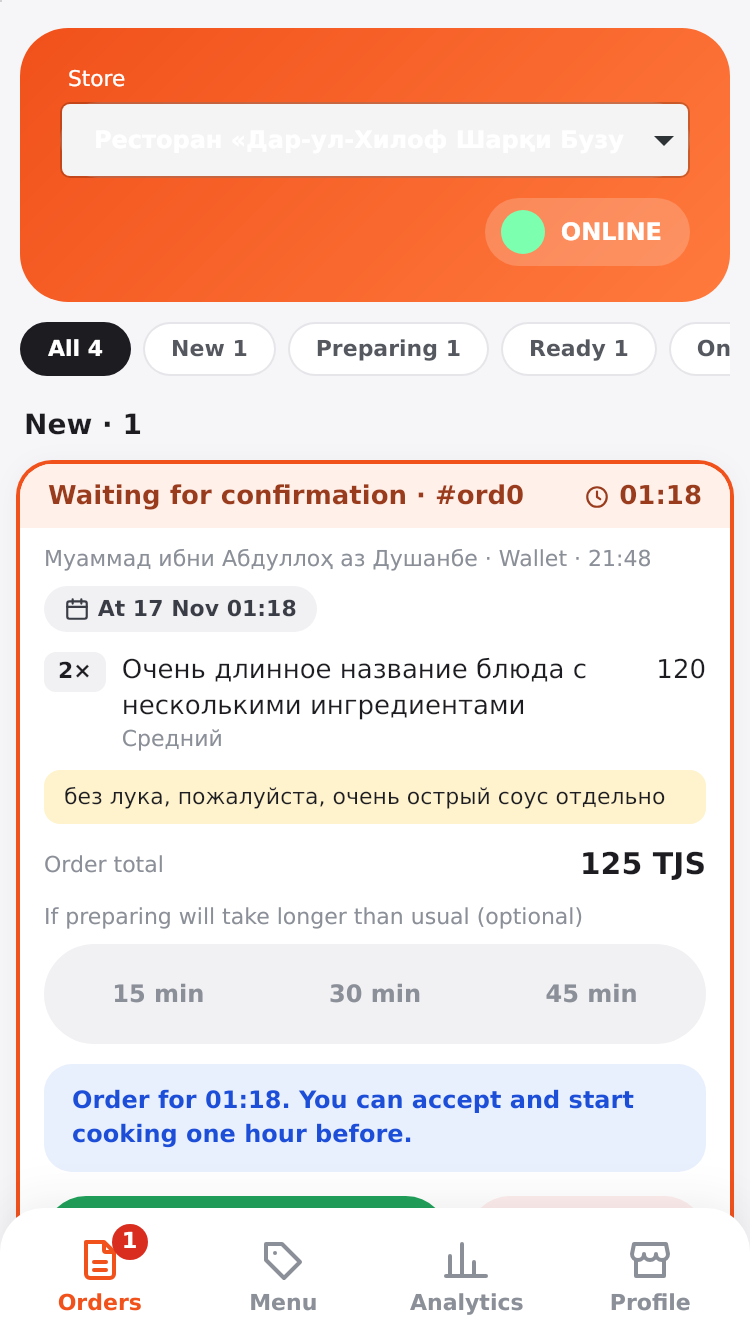 Store
Ресторан «Дар-ул-Хилоф Шарқи Бузу
ONLINE
All 4
New 1
Preparing 1
Ready 1
On
New · 1
Waiting for confirmation · #ord0
01:18
Муаммад ибни Абдуллоҳ аз Душанбе · Wallet · 21:48
At 17 Nov 01:18
2× Очень длинное название блюда с 120
несколькими ингредиентами
Средний
без лука, пожалуйста, очень острый соус отдельно
Order total 125 TJS
If preparing will take longer than usual (optional)
15 min 30 min 45 min
Order for 01:18. You can accept and start
cooking one hour before.
1
Orders Menu Analytics Profile